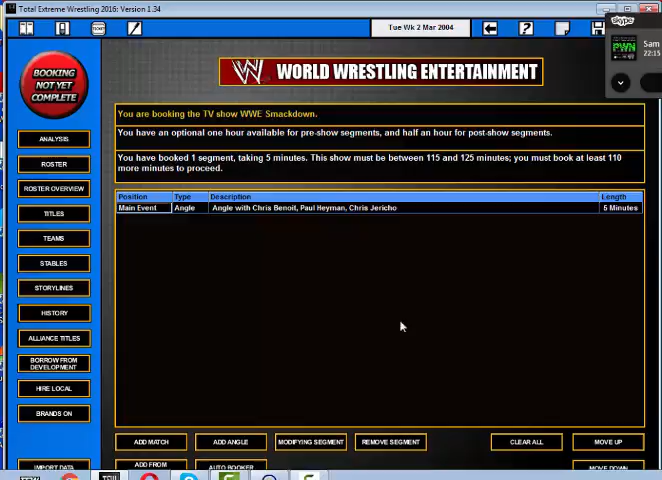 Total Extreme Wrestling 2016: Version 1.34
Tue Wk 2 Mar 2004
TICKET
skype
PWN
Sam
22:15
BOOKING
NOT YET
COMPLETE
WORLD WRESTLING ENTERTAINMENT
You are booking the TV show WWE Smackdown.
You have an optional one hour available for pre-show segments, and half an hour for post-show segments.
You have booked 1 segment, taking 5 minutes. This show must be between 115 and 125 minutes; you must book at least 110
more minutes to proceed.
Position Type Description Length
Main Event Angle Angle with Chris Benoit, Paul Heyman, Chris Jericho 5 Minutes
ANALYSIS
ROSTER
ROSTER OVERVIEW
TITLES
TEAMS
STABLES
STORYLINES
HISTORY
ALLIANCE TITLES
BORROW FROM
DEVELOPMENT
HIRE LOCAL
BRANDS ON
IMPORT DATA
ADD MATCH ADD ANGLE MODIFYING SEGMENT REMOVE SEGMENT CLEAR ALL MOVE UP
ADD FROM AUTO BOOKER MOVE DOWN